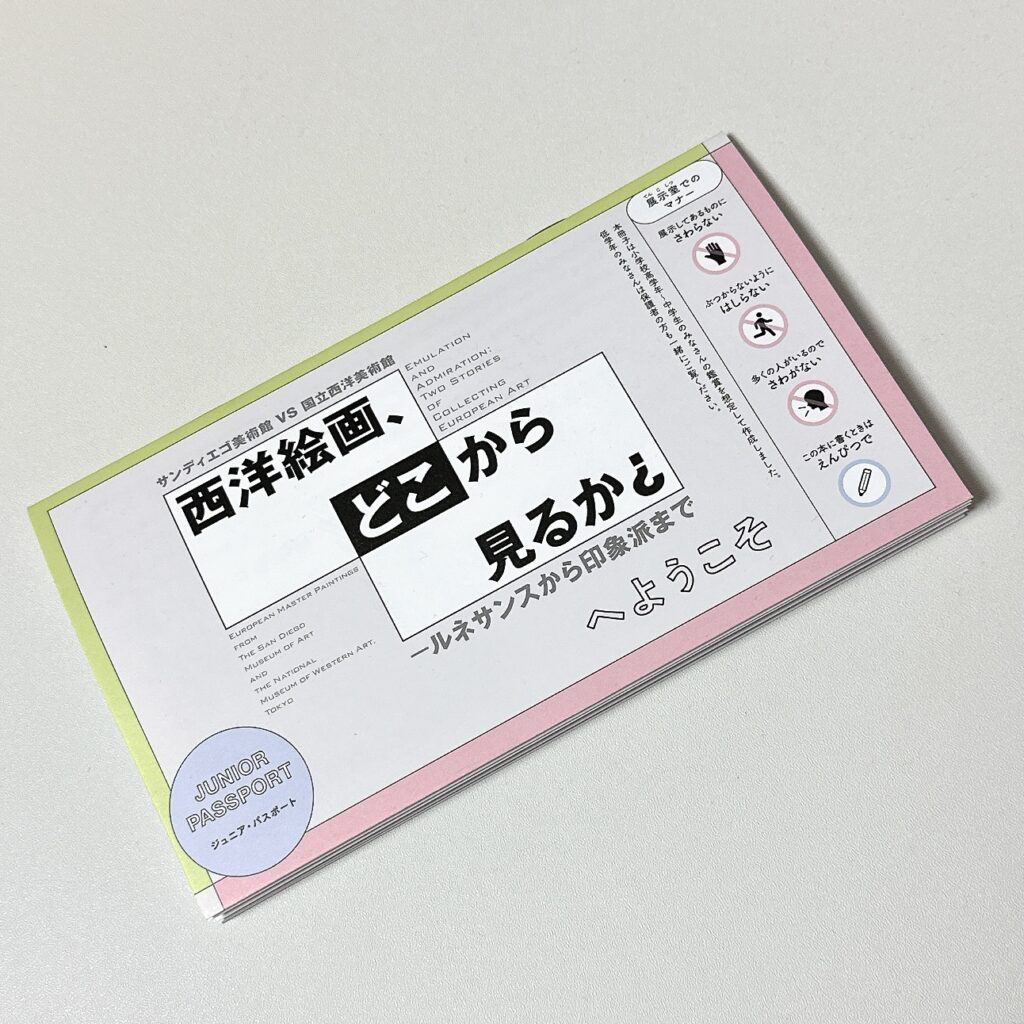 サンディエゴ美術館 VS 国立西洋美術館
西洋絵画、
どこから
見るか¿
―ルネサンスから印象派まで
へようこそ
EMULATION
AND
ADMIRATION:
TWO STORIES
OF
COLLECTING
EUROPEAN ART
EUROPEAN MASTER PAINTINGS
FROM
THE SAN DIEGO
MUSEUM OF ART
AND
THE NATIONAL
MUSEUM OF WESTERN ART,
TOKYO
JUNIOR
PASSPORT
ジュニア・パスポート
本冊子は小学校高学年~中学生のみなさんの鑑賞を想定して作成しました。
低学年のみなさんは保護者の方も一緒にご覧ください。
てんじしつ
展示室での
マナー
展示してあるものに
さわらない
ぶつからないように
はしらない
多くの人がいるので
さわがない
この本に書くときは
えんぴつで